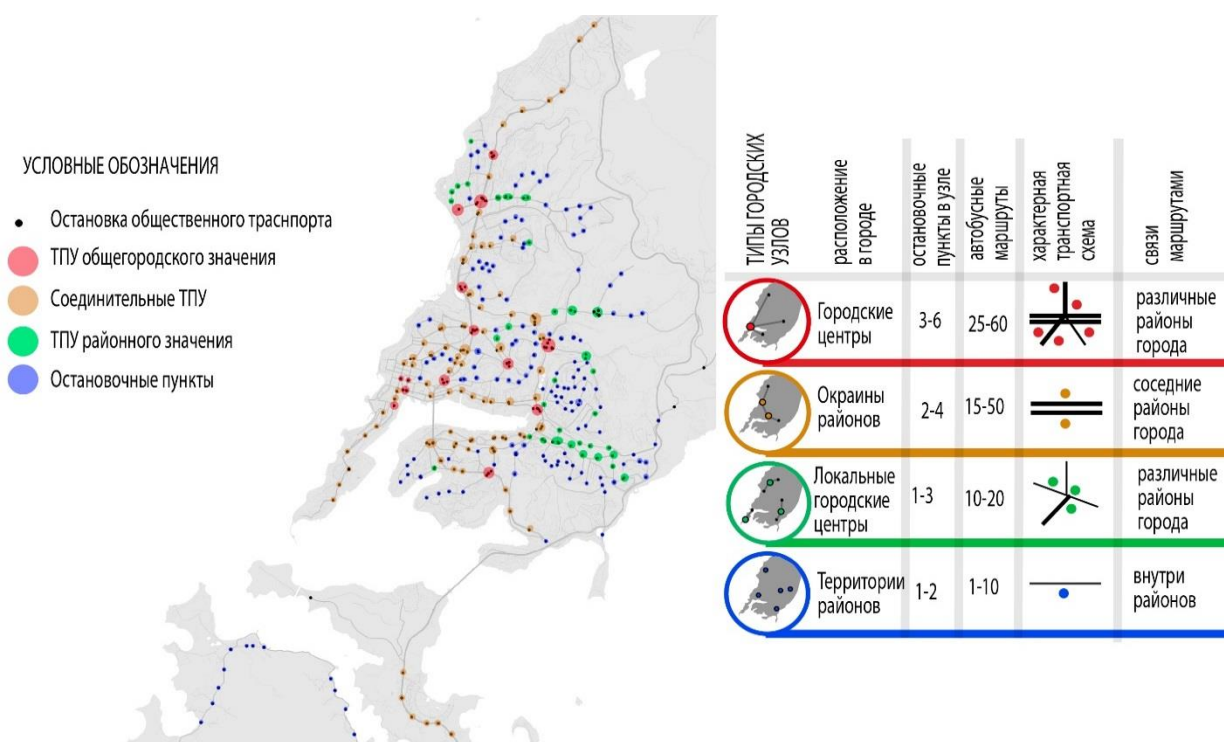 УСЛОВНЫЕ ОБОЗНАЧЕНИЯ
Остановка общественного траснпорта
ТПУ общегородского значения
Соединительные ТПУ
ТПУ районного значения
Остановочные пункты
ТИПЫ ГОРОДСКИХ
УЗЛОВ
расположение
в городе
остановочные
пункты в узле
автобусные
маршруты
характерная
транспортная
схема
связи
маршрутами
Городские
центры
3-6
25-60
различные
районы
города
Окраины
районов
2-4
15-50
соседние
районы
города
Локальные
городские
центры
1-3
10-20
различные
районы
города
Территории
районов
1-2
1-10
внутри
районов